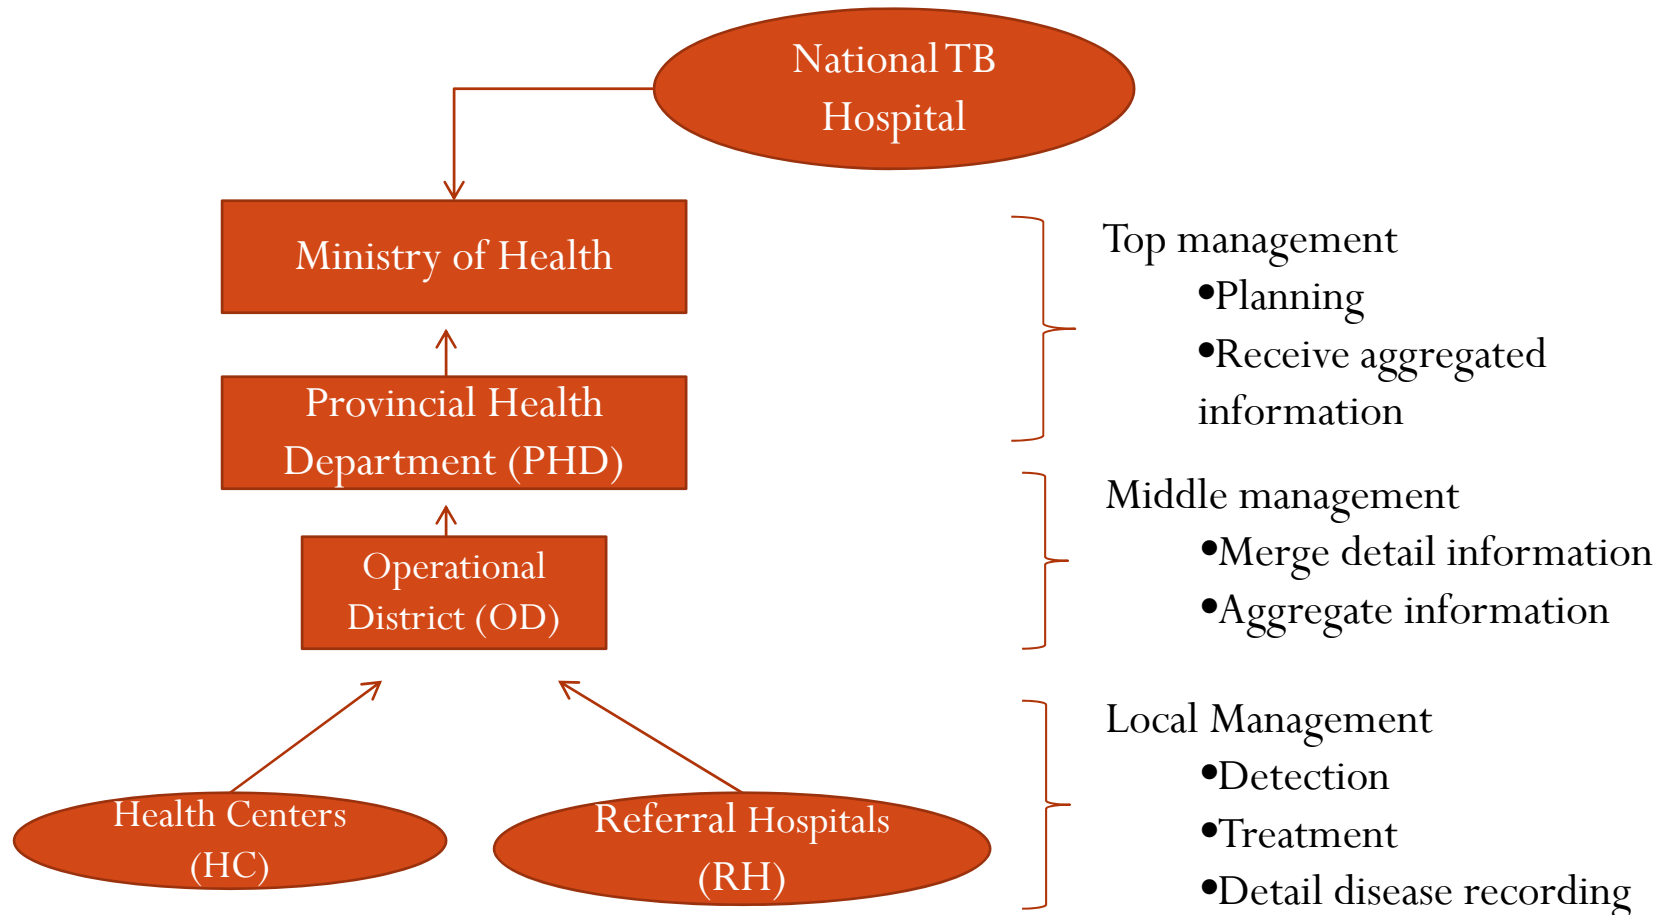 National TB
Hospital
Ministry of Health
Provincial Health
Department (PHD)
Operational
District (OD)
Health Centers
(HC)
Referral Hospitals
(RH)
Top management
•Planning
•Receive aggregated
information
Middle management
•Merge detail information
•Aggregate information
Local Management
•Detection
•Treatment
•Detail disease recording